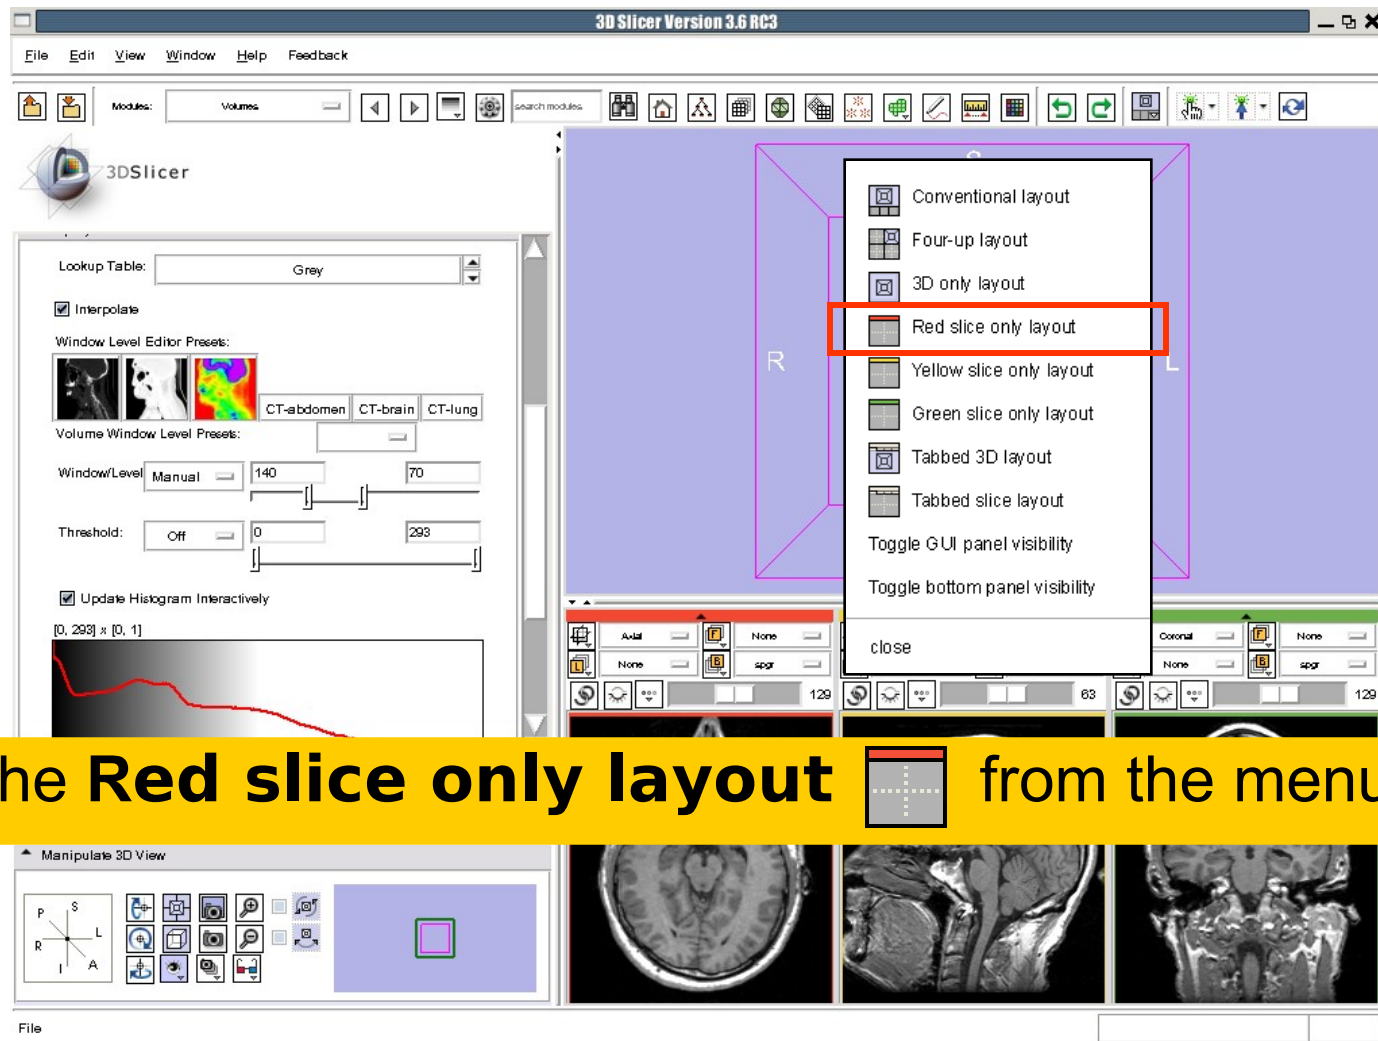 3D Slicer Version 3.6 RC3
File Edit View Window Help Feedback
Modules: Volumes search modules
3DSlicer
Lookup Table: Grey
Interpolate
Window Level Editor Presets:
CT-abdomen CT-brain CT-lung
Volume Window Level Presets:
Window/Level Manual 140 70
Threshold: Off 0 293
Update Histogram Interactively
[0, 293] x [0, 1]
R
L
Conventional layout
Four-up layout
3D only layout
Red slice only layout
Yellow slice only layout
Green slice only layout
Tabbed 3D layout
Tabbed slice layout
Toggle GUI panel visibility
Toggle bottom panel visibility
close
Axial F None
L None B spgr
129
63
Coronal F None
None B spgr
129
he Red slice only layout from the menu
Manipulate 3D View
P S
R L
I A
File